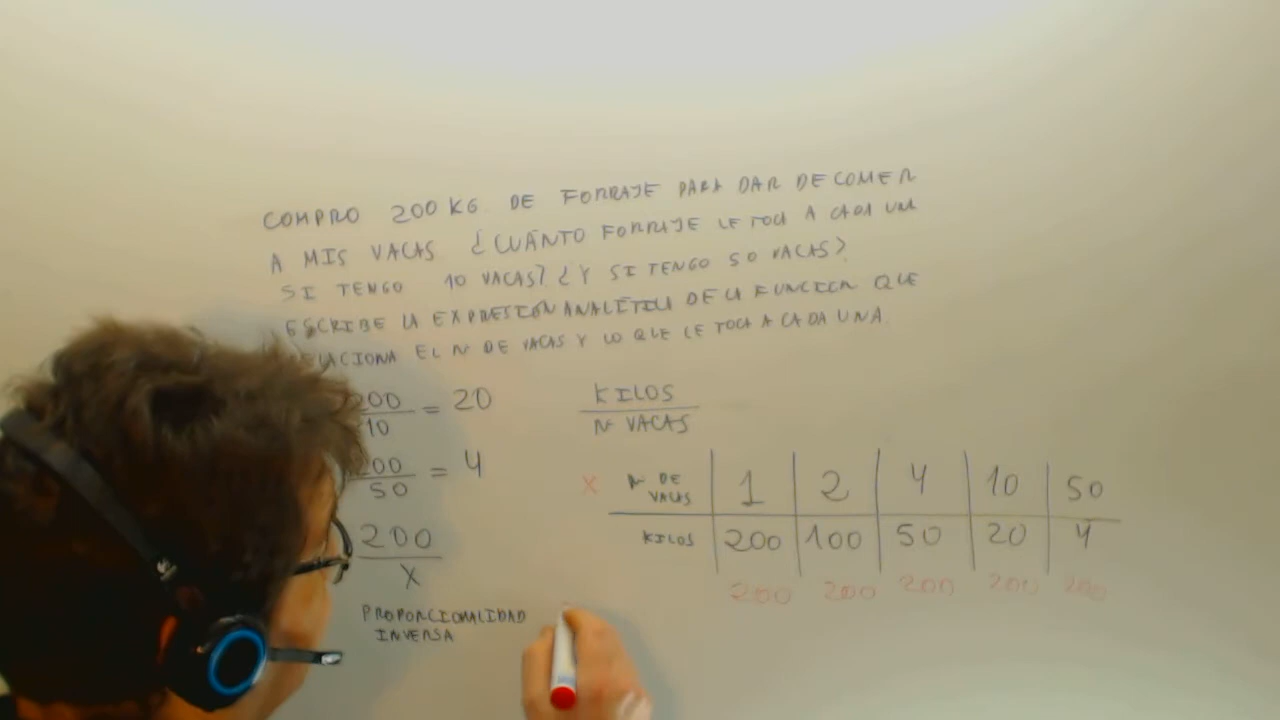 COMPRO 200 KG DE FORRAJE PARA DAR DE COMER
A MIS VACAS ¿CUÁNTO FORRAJE LE TOCA A CADA UNA
SI TENGO 10 VACAS? ¿Y SI TENGO 50 VACAS?
ESCRIBE LA EXPRESIÓN ANALÍTICA DE LA FUNCIÓN QUE
EL Nº DE VACAS Y LO QUE LE TOCA A CADA UNA
200/10 = 20
KILOS/Nº VACAS
200/50 = 4
X Nº DE VACAS 1 2 4 10 50
KILOS 200 100 50 20 4
200 200 200 200 200
200/X
PROPORCIONALIDAD
INVERSA